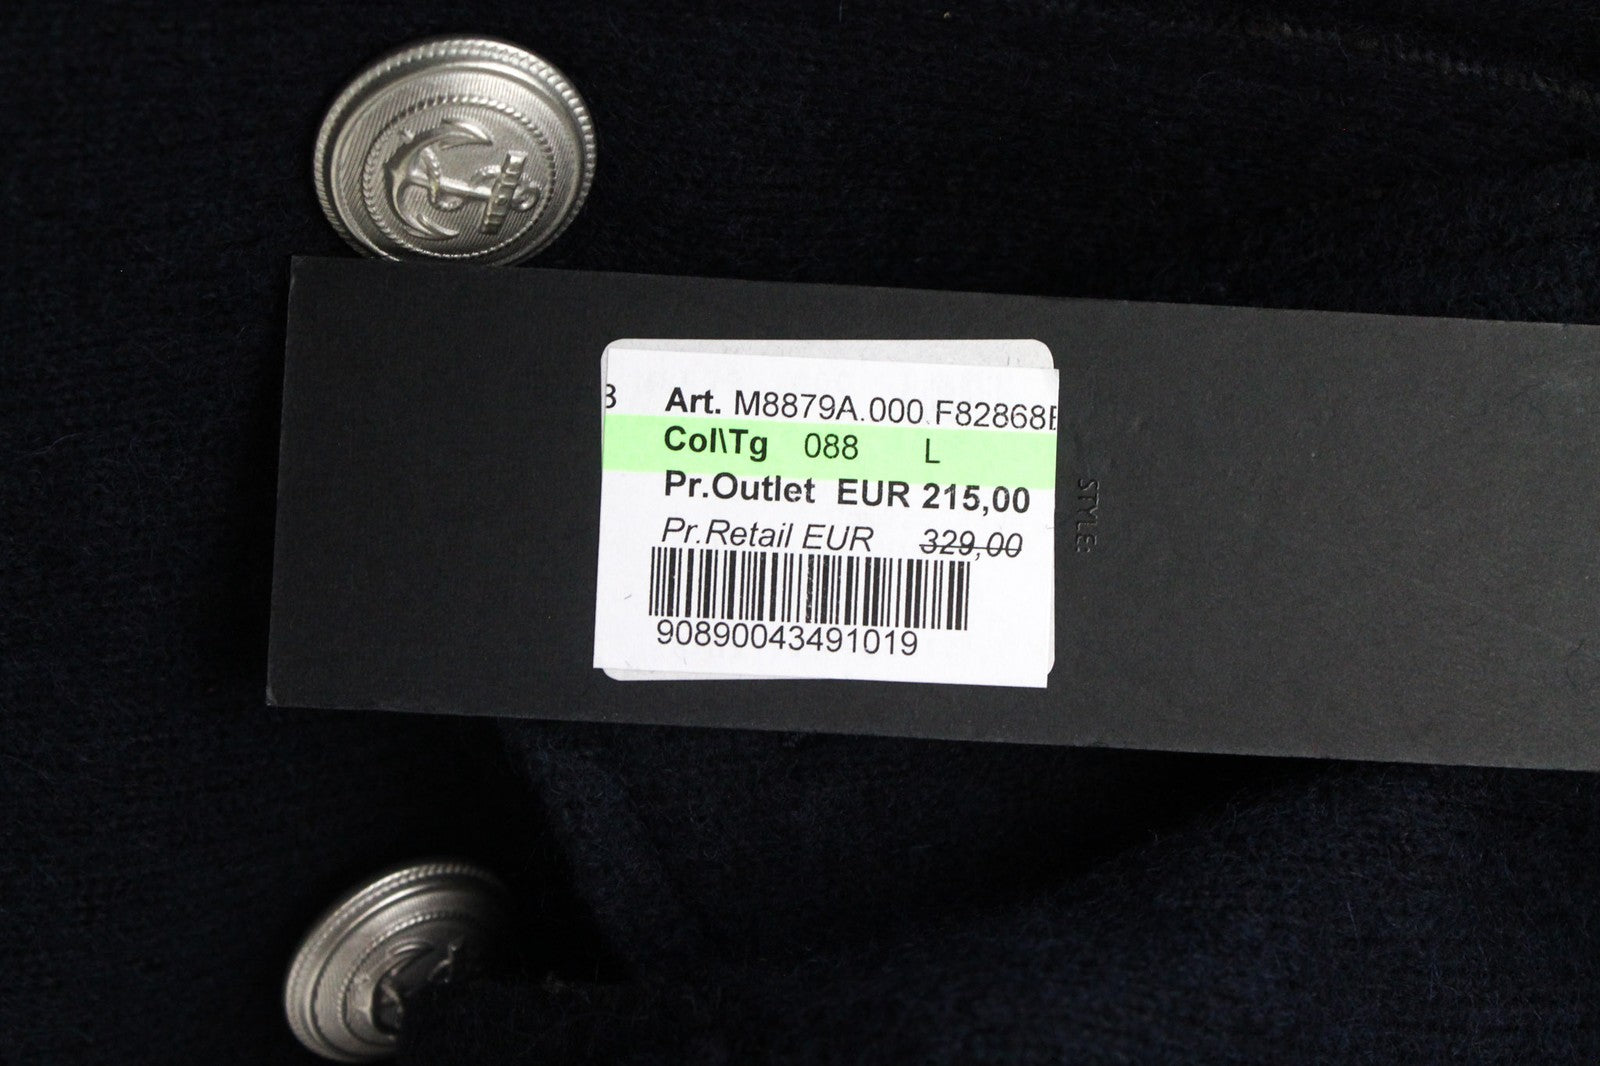 Art. M8879A.000.F82868
Col\Tg 088 L
Pr.Outlet EUR 215,00
Pr.Retail EUR 329,00
90890043491019
STYLE: